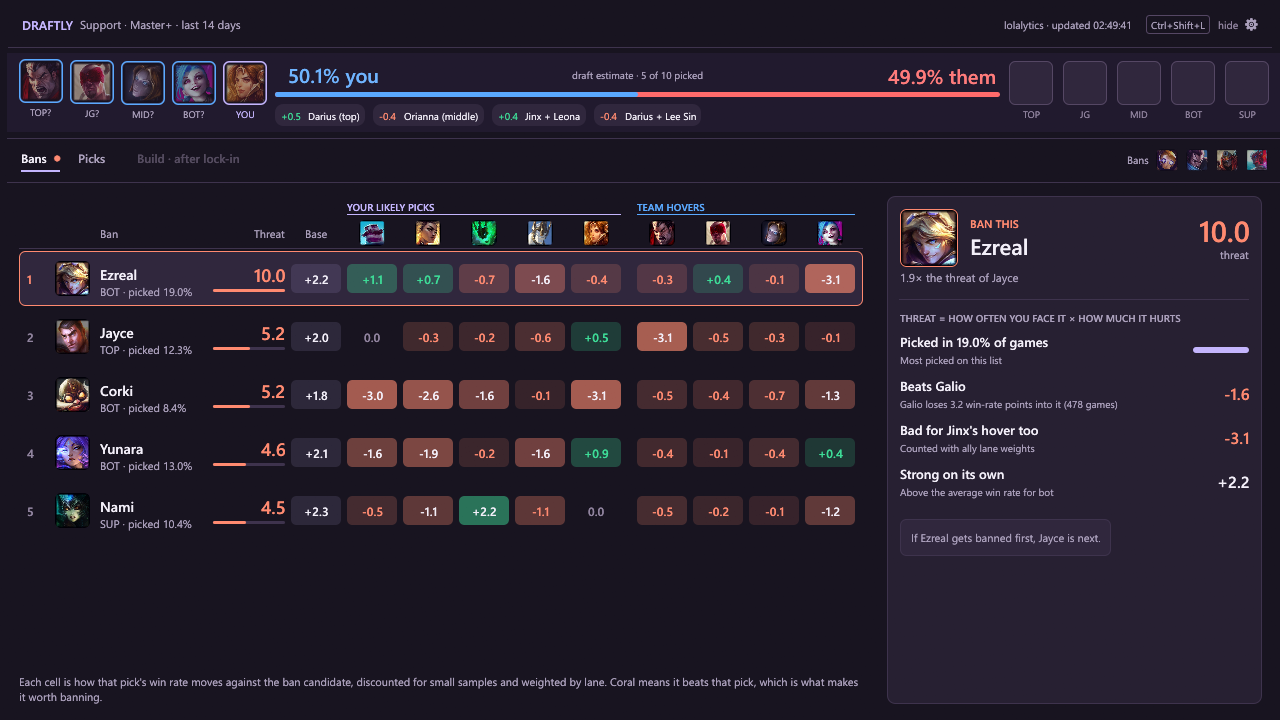 DRAFTLY Support · Master+ · last 14 days
lolalytics · updated 02:49:41 Ctrl+Shift+L hide
50.1% you draft estimate · 5 of 10 picked 49.9% them
TOP? JG? MID? BOT? YOU
+0.5 Darius (top) -0.4 Orianna (middle) +0.4 Jinx + Leona -0.4 Darius + Lee Sin
TOP JG MID BOT SUP
Bans Picks Build · after lock-in
Bans
YOUR LIKELY PICKS TEAM HOVERS
Ban Threat Base
1 Ezreal 10.0 +2.2 +1.1 +0.7 -0.7 -1.6 -0.4 -0.3 +0.4 -0.1 -3.1
BOT · picked 19.0%
2 Jayce 5.2 +2.0 0.0 -0.3 -0.2 -0.6 +0.5 -3.1 -0.5 -0.3 -0.1
TOP · picked 12.3%
3 Corki 5.2 +1.8 -3.0 -2.6 -1.6 -0.1 -3.1 -0.5 -0.4 -0.7 -1.3
BOT · picked 8.4%
4 Yunara 4.6 +2.1 -1.6 -1.9 -0.2 -1.6 +0.9 -0.4 -0.1 -0.4 +0.4
BOT · picked 13.0%
5 Nami 4.5 +2.3 -0.5 -1.1 +2.2 -1.1 0.0 -0.5 -0.2 -0.1 -1.2
SUP · picked 10.4%
Each cell is how that pick's win rate moves against the ban candidate, discounted for small samples and weighted by lane. Coral means it beats that pick, which is what makes
it worth banning.
BAN THIS
Ezreal
10.0
threat
1.9× the threat of Jayce
THREAT = HOW OFTEN YOU FACE IT × HOW MUCH IT HURTS
Picked in 19.0% of games
Most picked on this list
Beats Galio -1.6
Galio loses 3.2 win-rate points into it (478 games)
Bad for Jinx's hover too -3.1
Counted with ally lane weights
Strong on its own +2.2
Above the average win rate for bot
If Ezreal gets banned first, Jayce is next.